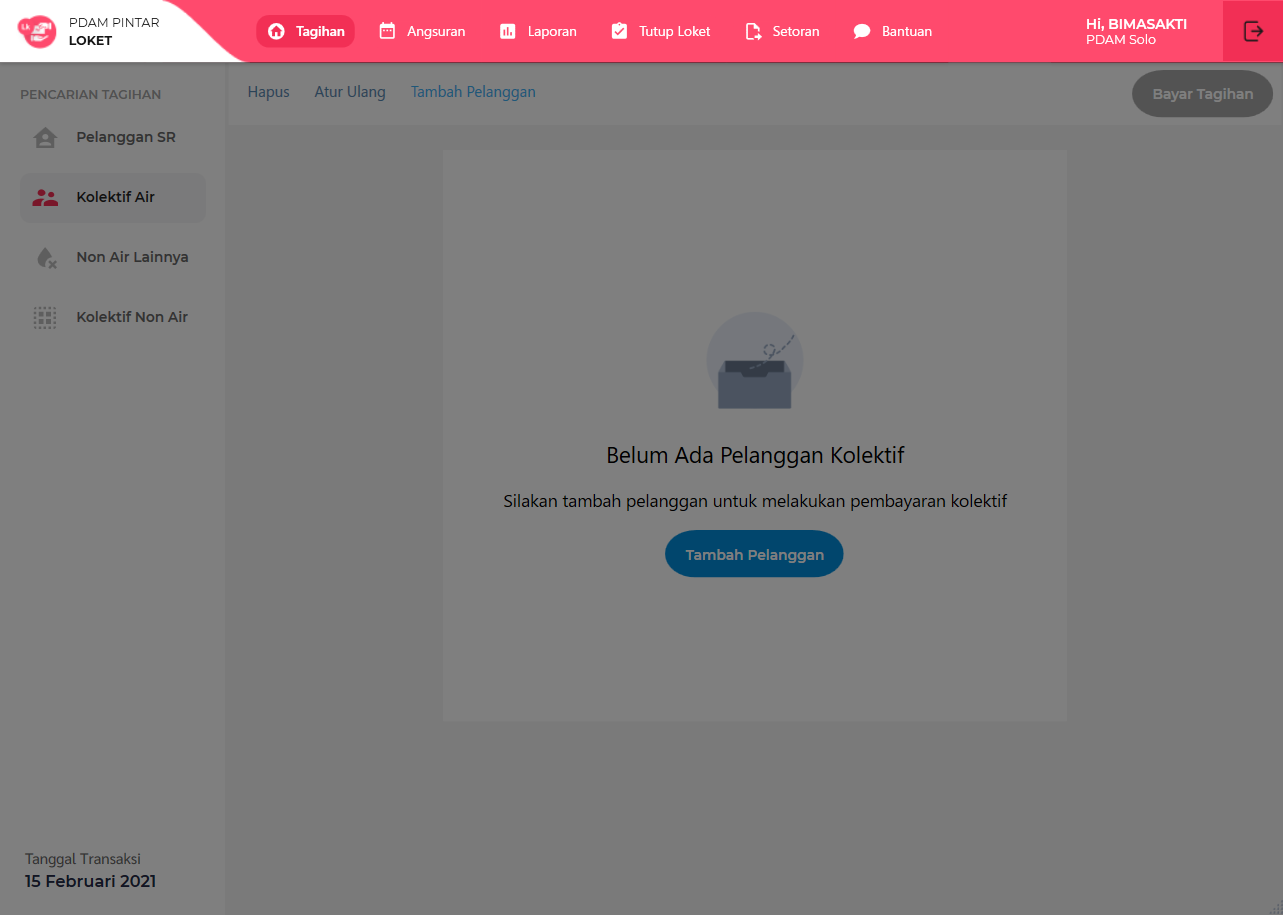 PDAM PINTAR
LOKET
Tagihan
Angsuran
Laporan
Tutup Loket
Setoran
Bantuan
Hi, BIMASAKTI
PDAM Solo
PENCARIAN TAGIHAN
Pelanggan SR
Kolektif Air
Non Air Lainnya
Kolektif Non Air
Hapus
Atur Ulang
Tambah Pelanggan
Bayar Tagihan
Belum Ada Pelanggan Kolektif
Silakan tambah pelanggan untuk melakukan pembayaran kolektif
Tambah Pelanggan
Tanggal Transaksi
15 Februari 2021